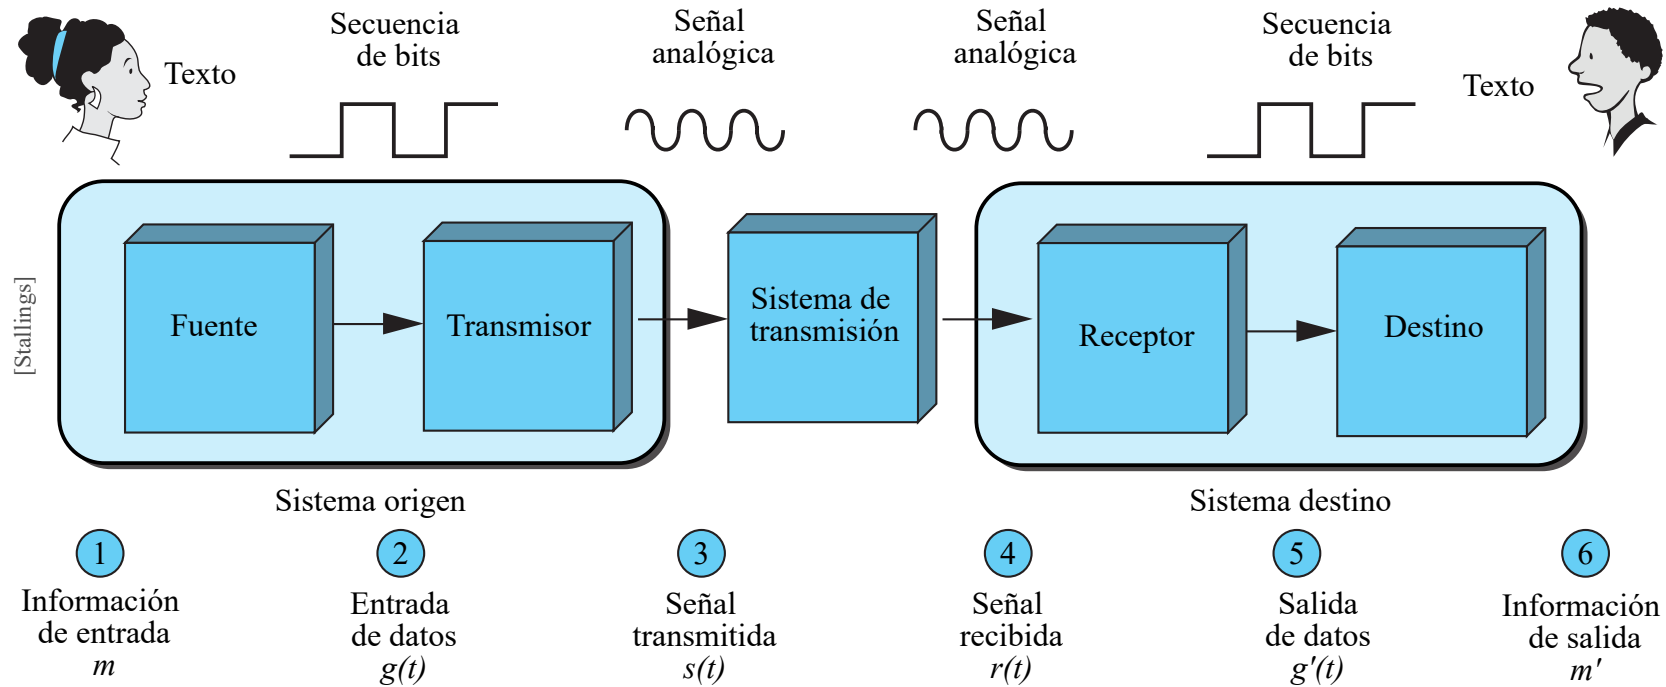 Texto
Secuencia
de bits
Señal
analógica
Señal
analógica
Secuencia
de bits
Texto
[Stallings]
Fuente
Transmisor
Sistema de
transmisión
Receptor
Destino
Sistema origen
Sistema destino
1
Información
de entrada
m
2
Entrada
de datos
g(t)
3
Señal
transmitida
s(t)
4
Señal
recibida
r(t)
5
Salida
de datos
g'(t)
6
Información
de salida
m'